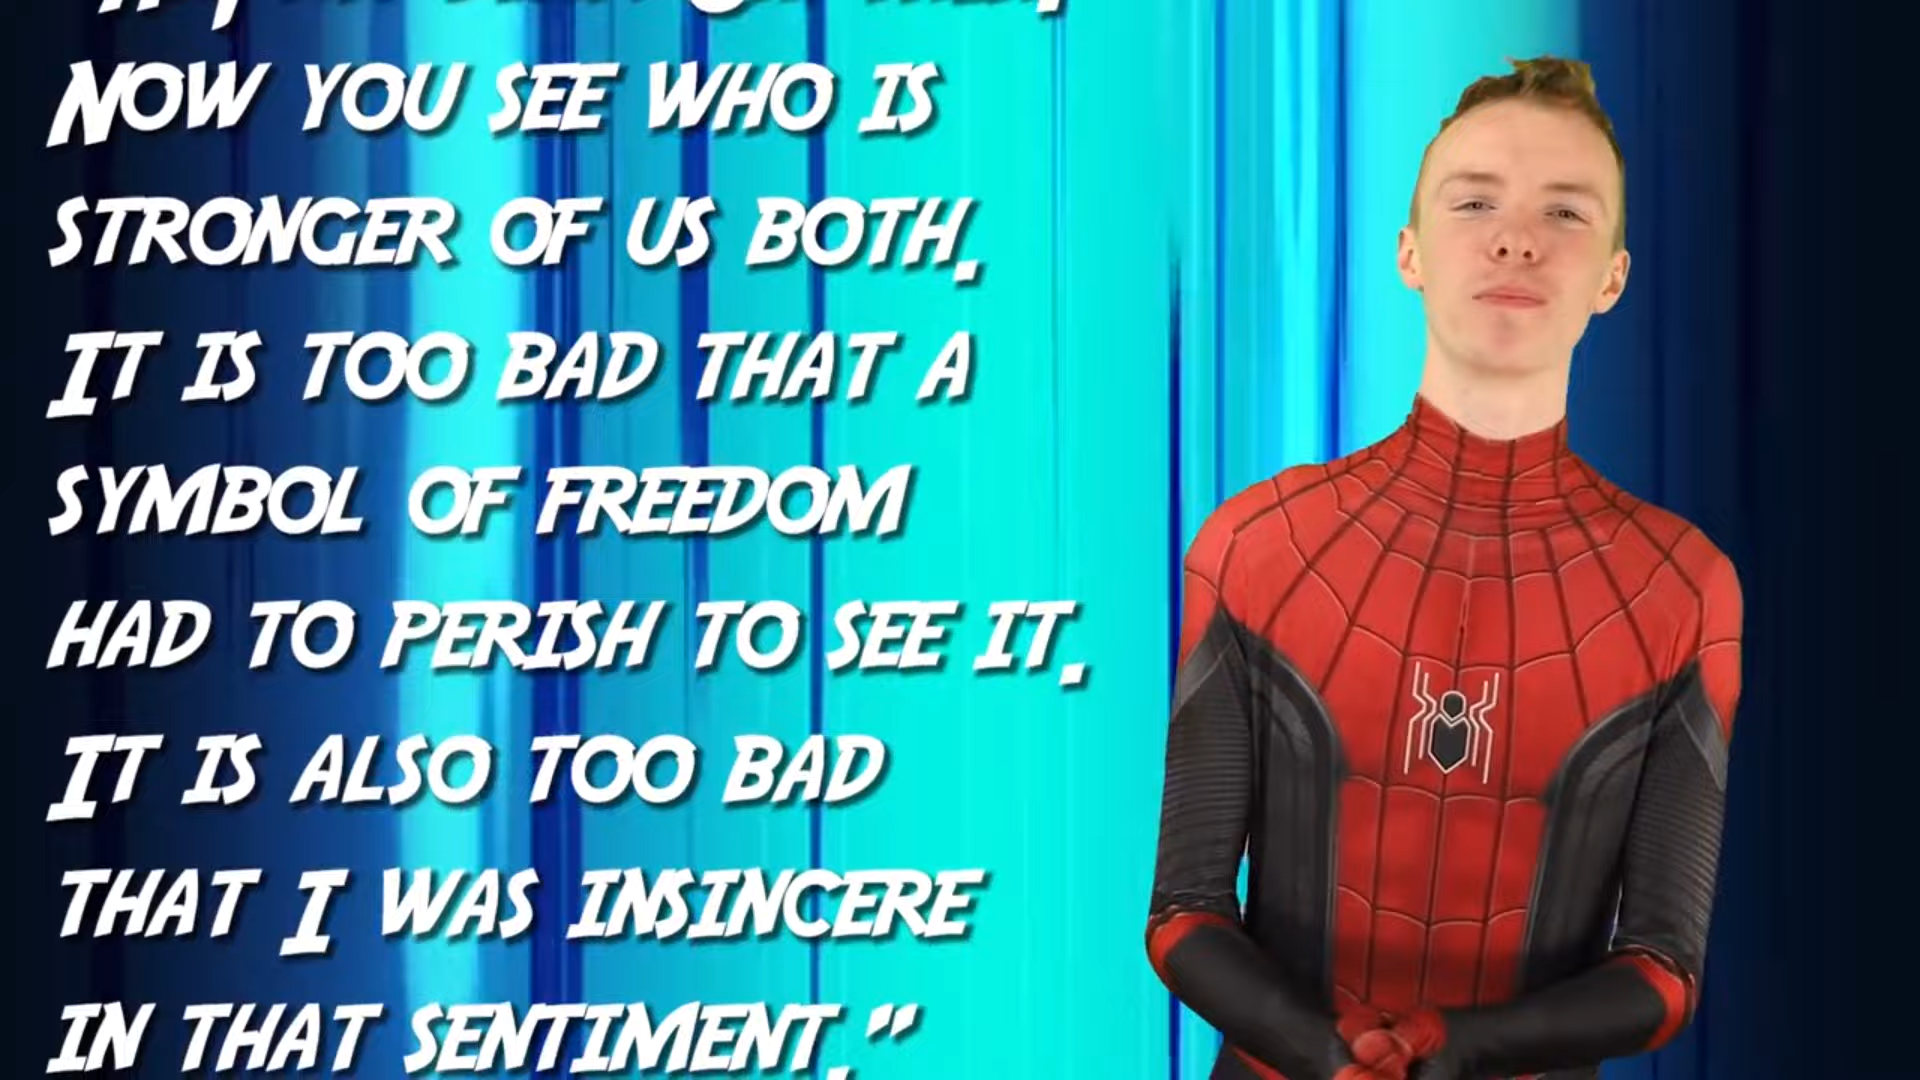 Now you see who is
stronger of us both.
It is too bad that a
symbol of freedom
had to perish to see it.
It is also too bad
that I was insincere
in that sentiment.”